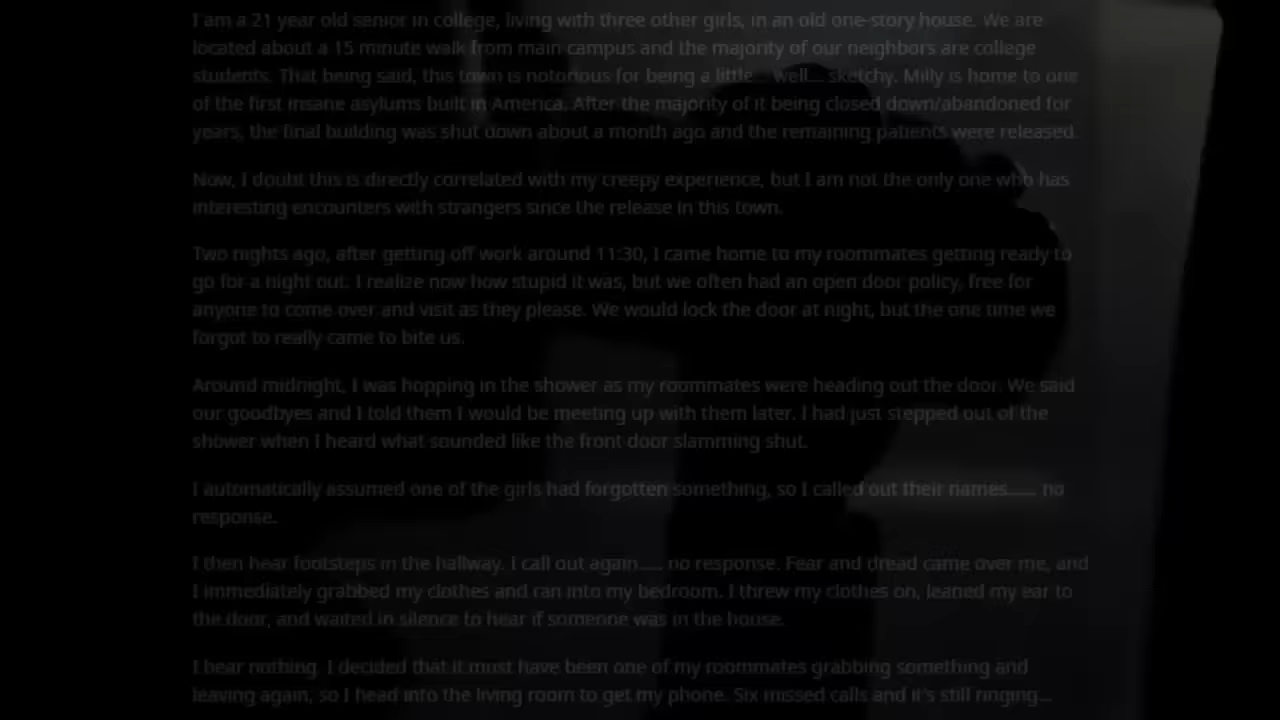 I am a 21 year old senior in college, living with three other girls, in an old one-story house. We are
located about a 15 minute walk from main campus and the majority of our neighbors are college
students. That being said, this town is notorious for being a little... well... sketchy. Milly is home to one
of the first insane asylums built in America. After the majority of it being closed down/abandoned for
years, the final building was shut down about a month ago and the remaining patients were released.
Now, I doubt this is directly correlated with my creepy experience, but I am not the only one who has
interesting encounters with strangers since the release in this town.
Two nights ago, after getting off work around 11:30, I came home to my roommates getting ready to
go for a night out. I realize now how stupid it was, but we often had an open door policy, free for
anyone to come over and visit as they please. We would lock the door at night, but the one time we
forgot to really came to bite us.
Around midnight, I was hopping in the shower as my roommates were heading out the door. We said
our goodbyes and I told them I would be meeting up with them later. I had just stepped out of the
shower when I heard what sounded like the front door slamming shut.
I automatically assumed one of the girls had forgotten something, so I called out their names...... no
response.
I then hear footsteps in the hallway. I call out again..... no response. Fear and dread came over me, and
I immediately grabbed my clothes and ran into my bedroom. I threw my clothes on, leaned my ear to
the door, and waited in silence to hear if someone was in the house.
I hear nothing. I decided that it must have been one of my roommates grabbing something and
leaving again, so I head into the living room to get my phone. Six missed calls and it's still ringing...